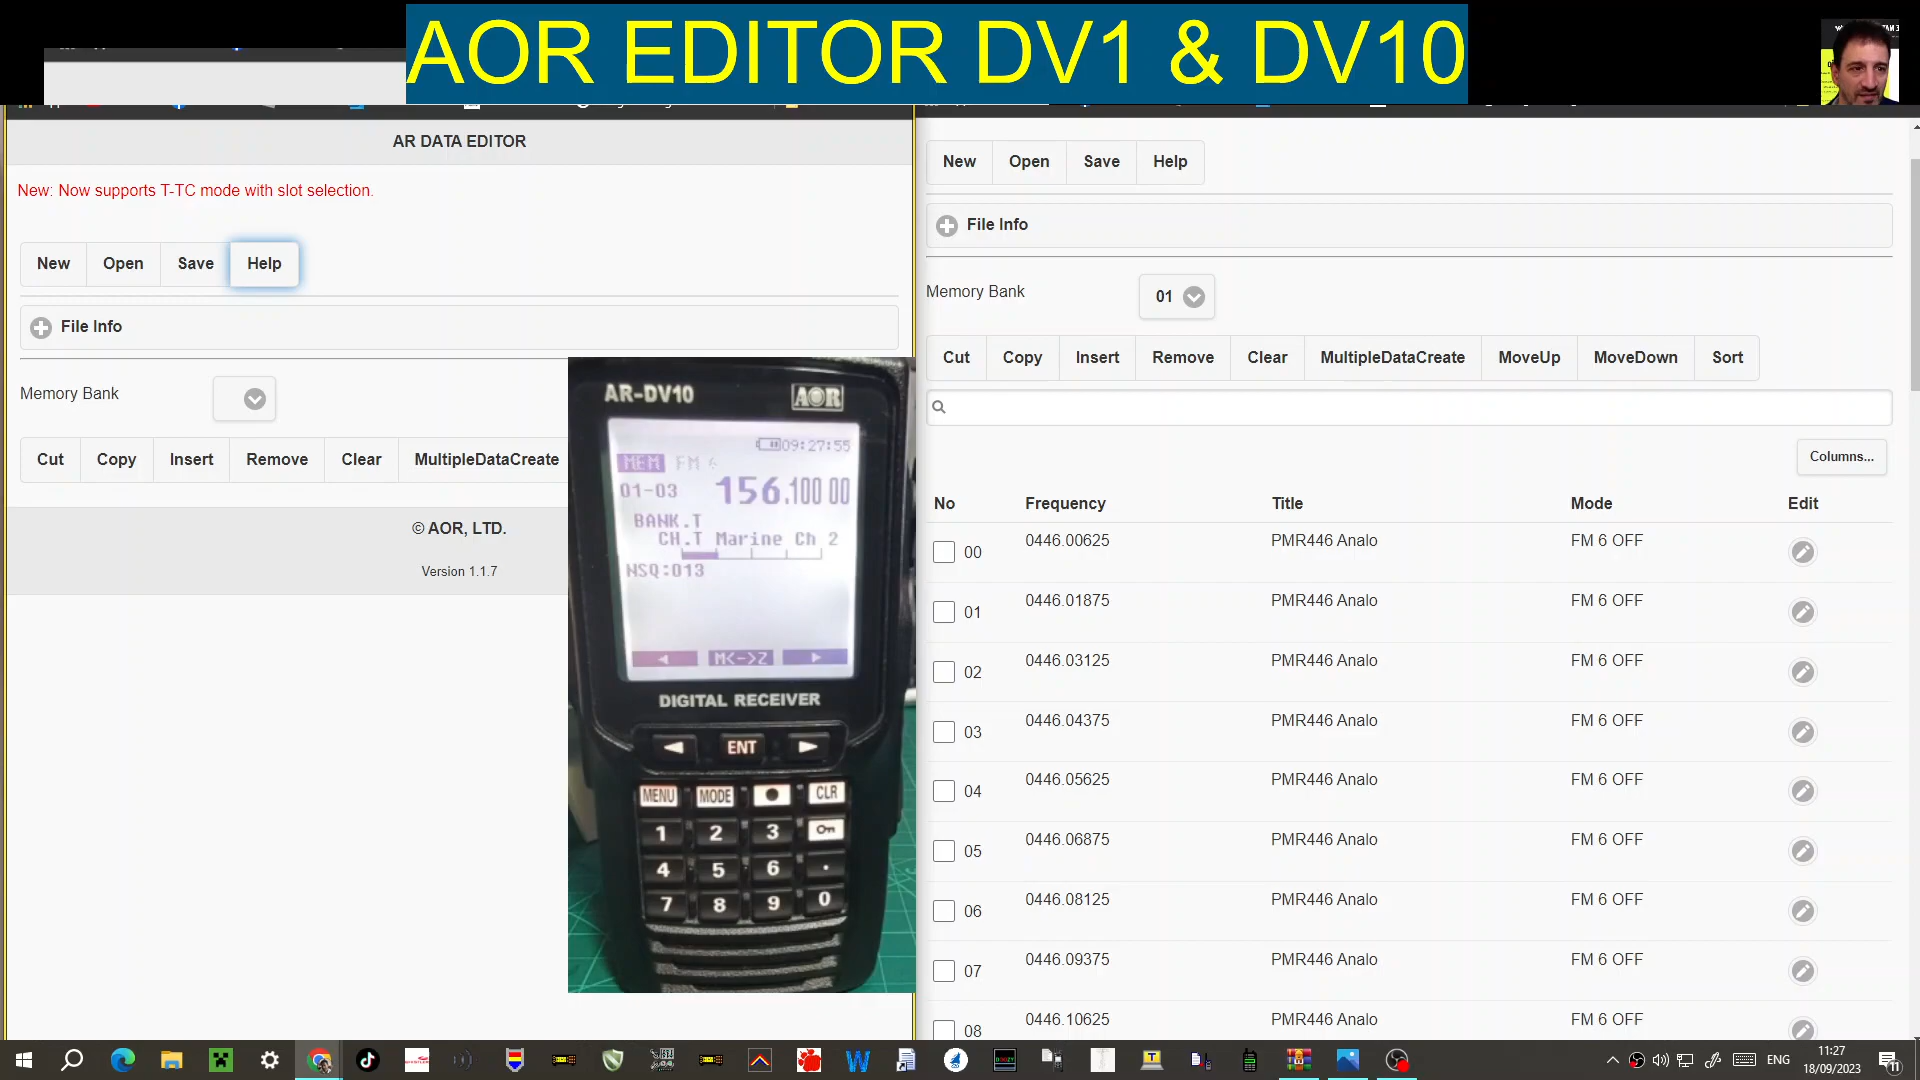 AOR EDITOR DV1 & DV10
AR DATA EDITOR
New: Now supports T-TC mode with slot selection.
New Open Save Help
File Info
Memory Bank
Cut Copy Insert Remove Clear MultipleDataCreate
© AOR, LTD.
Version 1.1.7
AR-DV10 AOR
09:27:55
MEM FM 6
01-03 156.100 00
BANK.T
CH.T Marine Ch 2
NSQ:013
M<->Z
DIGITAL RECEIVER
ENT
MENU MODE CLR
1 2 3
4 5 6 .
7 8 9 0
New Open Save Help
File Info
Memory Bank 01
Cut Copy Insert Remove Clear MultipleDataCreate MoveUp MoveDown Sort
Columns...
No Frequency Title Mode Edit
00 0446.00625 PMR446 Analo FM 6 OFF
01 0446.01875 PMR446 Analo FM 6 OFF
02 0446.03125 PMR446 Analo FM 6 OFF
03 0446.04375 PMR446 Analo FM 6 OFF
04 0446.05625 PMR446 Analo FM 6 OFF
05 0446.06875 PMR446 Analo FM 6 OFF
06 0446.08125 PMR446 Analo FM 6 OFF
07 0446.09375 PMR446 Analo FM 6 OFF
08 0446.10625 PMR446 Analo FM 6 OFF
ENG
11:27
18/09/2023
11